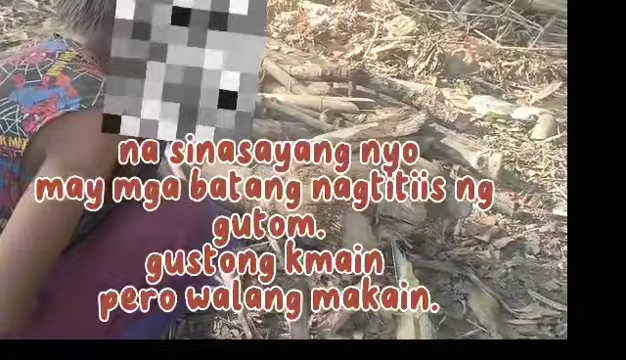 na sinasayang nyo
may mga batang nagtitiis ng
gutom.
gustong kmain
pero walang makain.